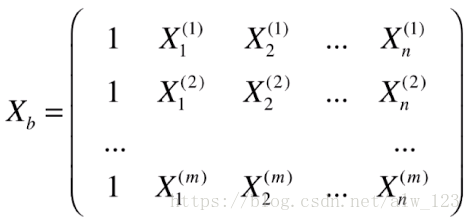 X_b = ( 1 X_1^{(1)} X_2^{(1)} ... X_n^{(1)}
1 X_1^{(2)} X_2^{(2)} ... X_n^{(2)}
... ...
1 X_1^{(m)} X_2^{(m)} ... X_n^{(m)} )
https://blog.csdn.net/atw_123